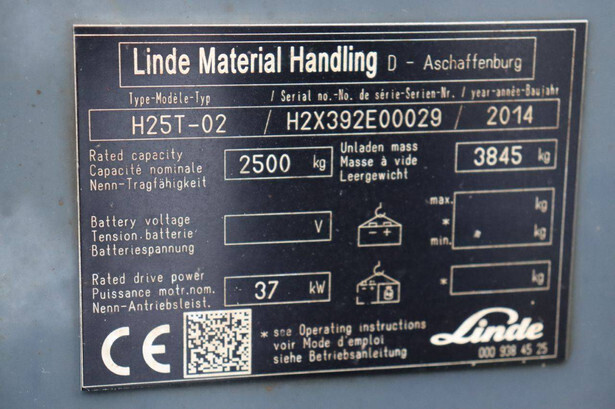 Linde Material Handling D - Aschaffenburg
Type-Modèle-Typ / Serial no.-No. de série-Serien-Nr. / year-année-Baujahr
H25T-02 / H2X392E00029 / 2014
Rated capacity
Capacité nominale
Nenn-Tragfähigkeit
2500 kg
Unladen mass
Masse à vide
Leergewicht
3845 kg
Battery voltage
Tension batterie
Batteriespannung
V
- +
max. kg
*
min. * kg
Rated drive power
Puissance motr.nom.
Nenn-Antriebsleist.
37 kW
* kg
CE
* see Operating instructions
voir Mode d'emploi
siehe Betriebsanleitung
Linde
000 938 45 25